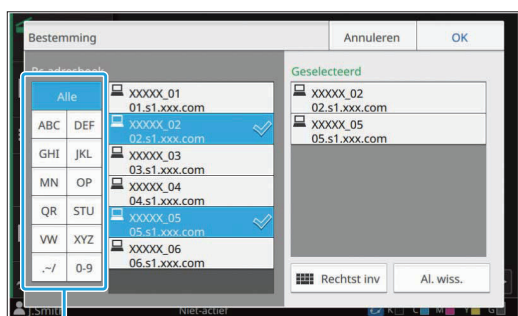 Bestemming
Annuleren
OK
Pc-adresboek
Alle
ABC DEF
GHI JKL
MN OP
QR STU
VW XYZ
.~/ 0-9
XXXXX_01
01.s1.xxx.com
XXXXX_02
02.s1.xxx.com
XXXXX_03
03.s1.xxx.com
XXXXX_04
04.s1.xxx.com
XXXXX_05
05.s1.xxx.com
XXXXX_06
06.s1.xxx.com
Geselecteerd
XXXXX_02
02.s1.xxx.com
XXXXX_05
05.s1.xxx.com
Rechtst inv
Al. wiss.
J.Smith
Niet-actief
K C M Y G